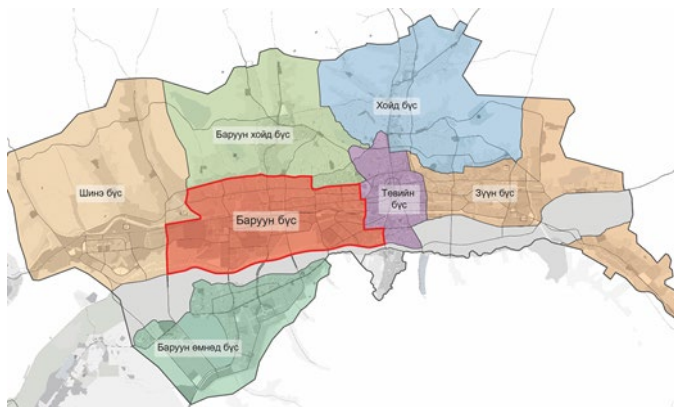 Хойд бүс
Баруун хойд бүс
Шинэ бүс
Төвийн
бүс
Зүүн бүс
Баруун бүс
Баруун өмнөд бүс